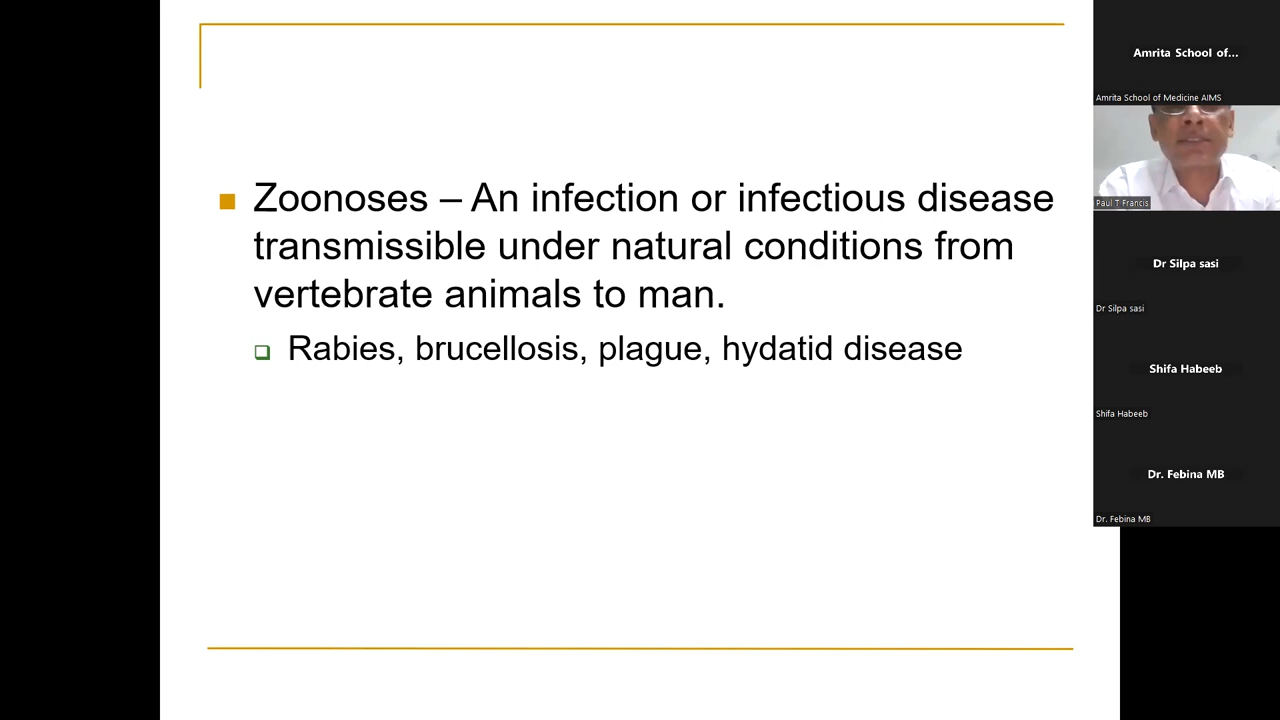 Zoonoses – An infection or infectious disease
transmissible under natural conditions from
vertebrate animals to man.
Rabies, brucellosis, plague, hydatid disease
Amrita School of...
Amrita School of Medicine AIMS
Paul T Francis
Dr Silpa sasi
Dr Silpa sasi
Shifa Habeeb
Shifa Habeeb
Dr. Febina MB
Dr. Febina MB